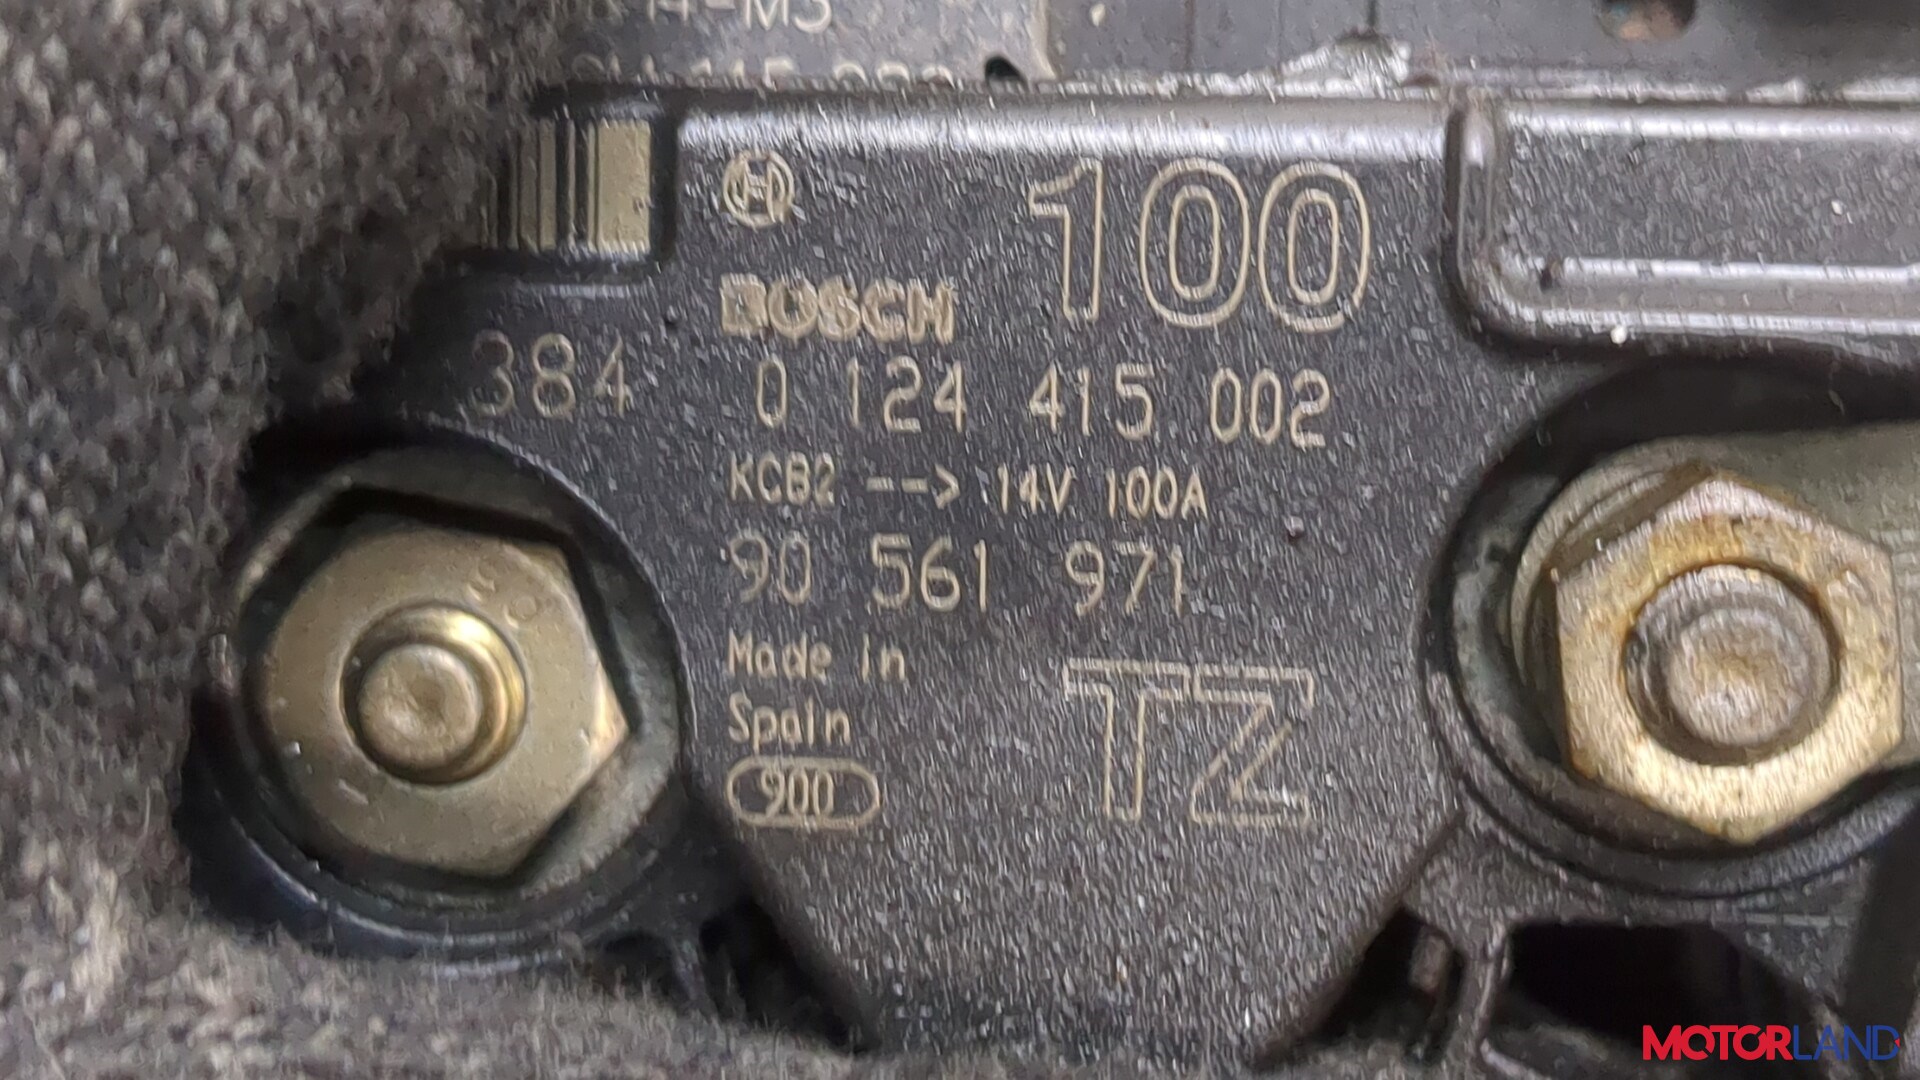 100
BOSCH
384
0 124 415 002
KCB2 --> 14V 100A
90 561 971
Made in
Spain
TZ
900
MOTORLAND